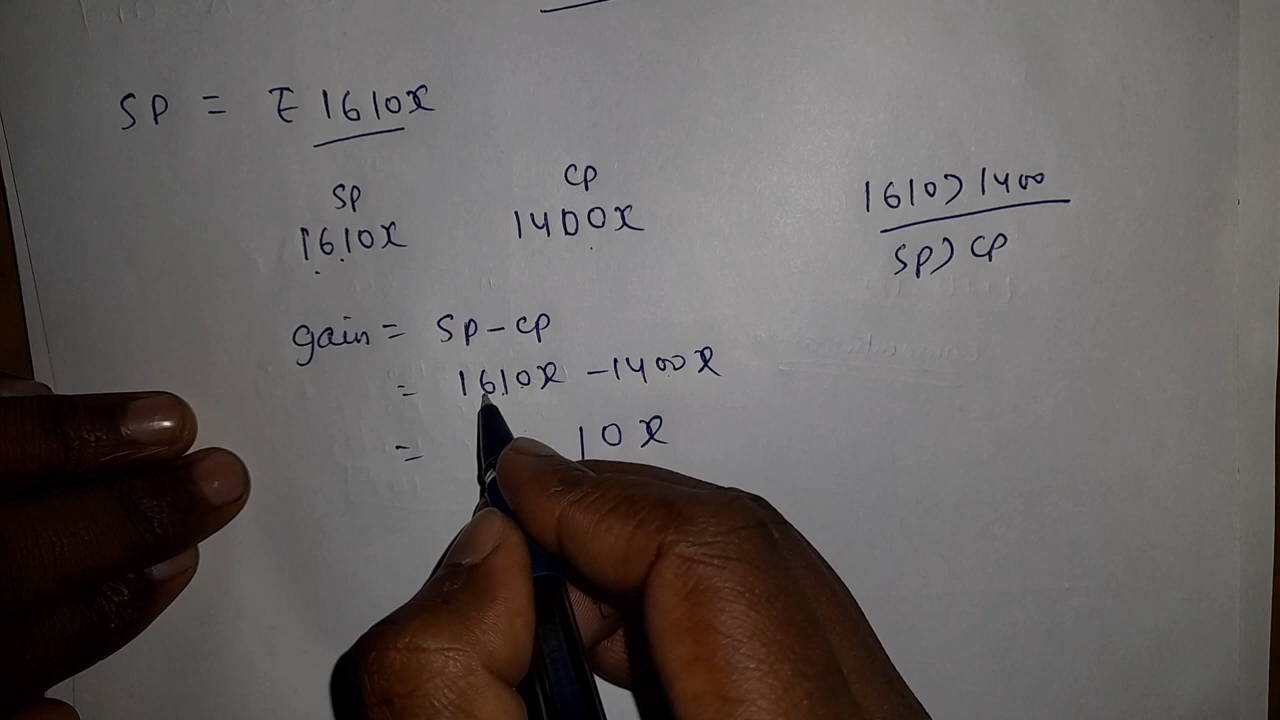 SP = ₹ 1610x
SP
CP
1610x
1400x
1610 > 1400
SP > CP
gain = SP - CP
= 1610x - 1400x
= 10x